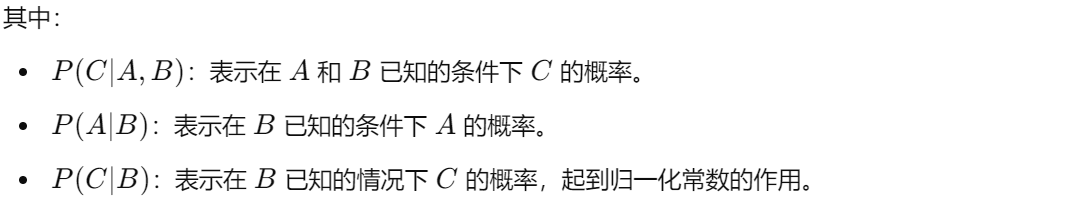 其中：
• P(C|A, B)：表示在 A 和 B 已知的条件下 C 的概率。
• P(A|B)：表示在 B 已知的条件下 A 的概率。
• P(C|B)：表示在 B 已知的情况下 C 的概率，起到归一化常数的作用。